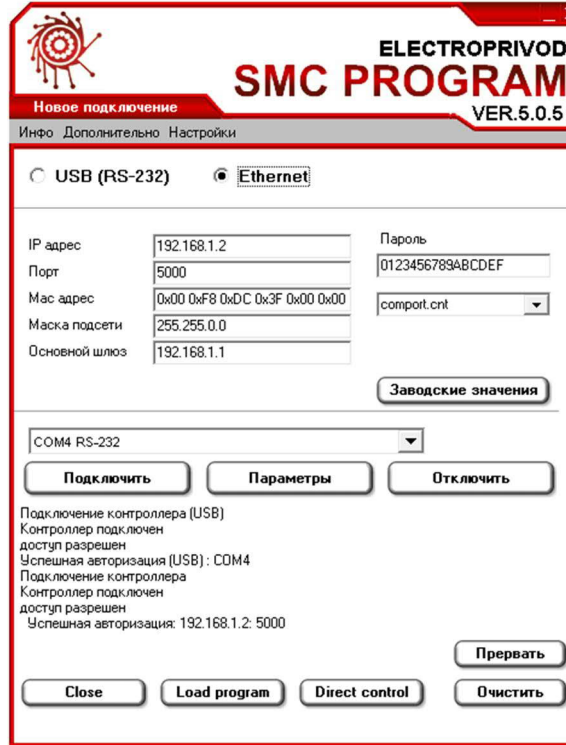 ELECTROPRIVOD
SMC PROGRAM
VER.5.0.5
Новое подключение
Инфо Дополнительно Настройки
USB (RS-232) Ethernet
IP адрес 192.168.1.2
Порт 5000
Mac адрес 0x00 0xF8 0xDC 0x3F 0x00 0x00
Маска подсети 255.255.0.0
Основной шлюз 192.168.1.1
Пароль
0123456789ABCDEF
comport.cnt
Заводские значения
COM4 RS-232
Подключить Параметры Отключить
Подключение контроллера (USB)
Контроллер подключен
доступ разрешен
Успешная авторизация (USB) : COM4
Подключение контроллера
Контроллер подключен
доступ разрешен
Успешная авторизация: 192.168.1.2: 5000
Прервать
Close Load program Direct control Очистить